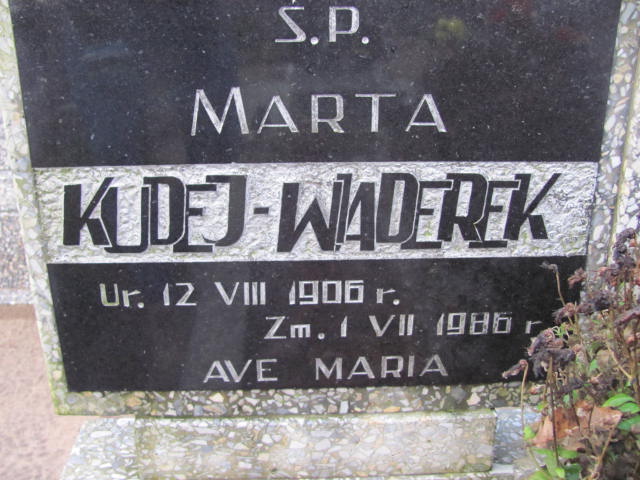 Ś.P.
MARTA
KUDEJ-WIADEREK
Ur. 12 VIII 1906 r.
Zm. 1 VII 1986 r
AVE MARIA